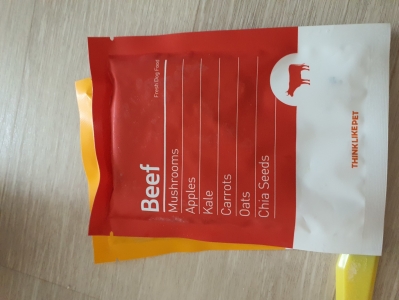 Fresh Dog Food
Beef
Mushrooms
Apples
Kale
Carrots
Oats
Chia Seeds
THINKLIKEPET